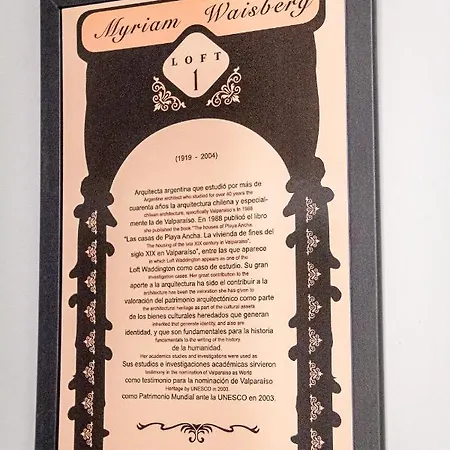 Myriam Waisberg
LOFT
1
(1919 - 2004)
Arquitecta argentina que estudió por más de
Argentine architect who studied for over 40 years the
cuarenta años la arquitectura chilena y especial-
chilean architecture, specifically Valparaíso's In 1988
mente la de Valparaíso. En 1988 publicó el libro
she published the book "The houses of Playa Ancha.
"Las casas de Playa Ancha. La vivienda de fines del
The housing of the late XIX century in Valparaíso",
siglo XIX en Valparaíso", entre las que aparece
in which Loft Waddington appears as one of the
Loft Waddington como caso de estudio. Su gran
investigacion cases. Her great contribution to the
aporte a la arquitectura ha sido el contribuir a la
architecture has been the valoration she has given to
valoración del patrimonio arquitectónico como parte
the architectural heritage as part of the cultural assets
de los bienes culturales heredados que generan
inherited that generate identity, and also are
identidad, y que son fundamentales para la historia
fundamentals to the writing of the history.
de la humanidad.
Her academic studies and investigations were used as
Sus estudios e investigaciones académicas sirvieron
testimony in the nomination of Valparaíso as World
como testimonio para la nominación de Valparaíso
Heritage by UNESCO in 2003.
como Patrimonio Mundial ante la UNESCO en 2003.